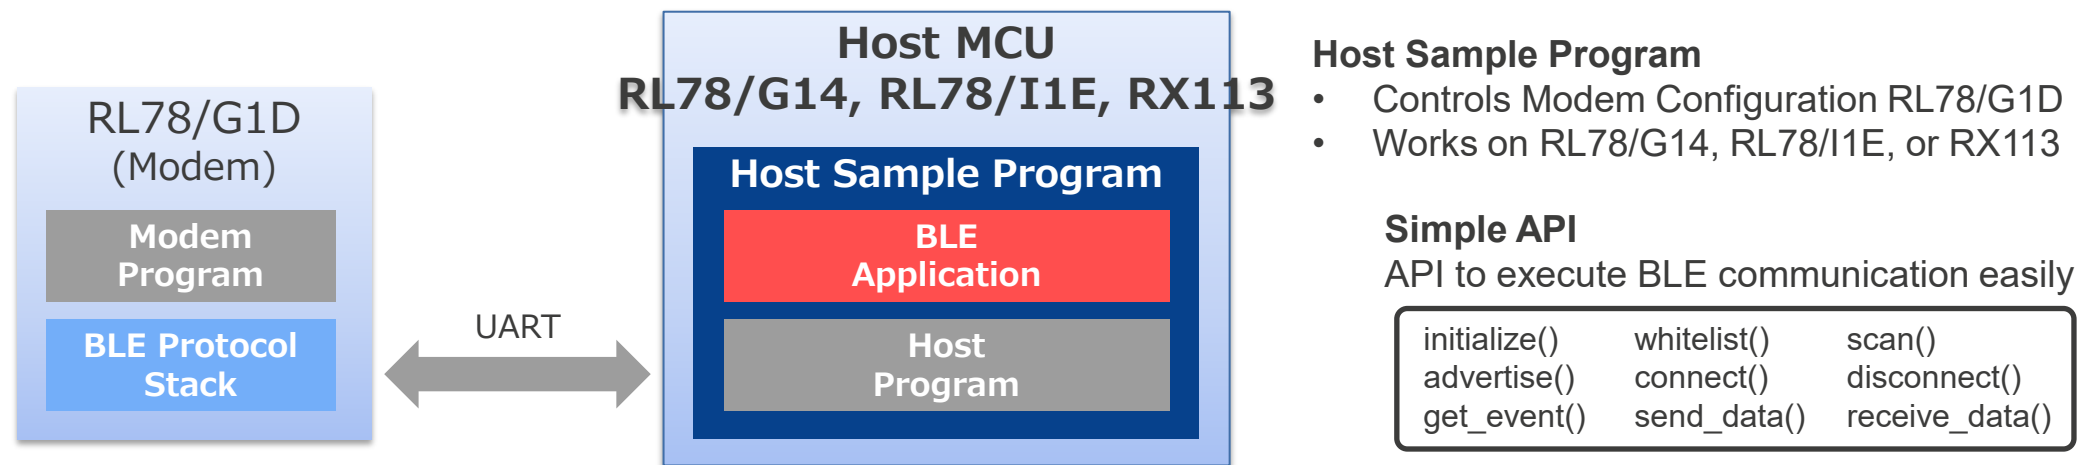 RL78/G1D
(Modem)
Modem
Program
BLE Protocol
Stack
UART
Host MCU
RL78/G14, RL78/I1E, RX113
Host Sample Program
BLE
Application
Host
Program
Host Sample Program
• Controls Modem Configuration RL78/G1D
• Works on RL78/G14, RL78/I1E, or RX113
Simple API
API to execute BLE communication easily
initialize() whitelist() scan()
advertise() connect() disconnect()
get_event() send_data() receive_data()